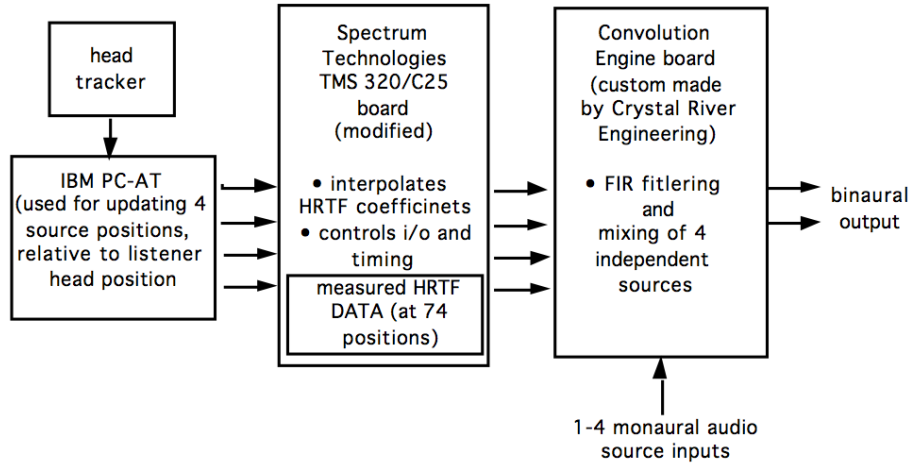 head
tracker
IBM PC-AT
(used for updating 4
source positions,
relative to listener
head position)
Spectrum
Technologies
TMS 320/C25
board
(modified)
• interpolates
HRTF coefficinets
• controls i/o and
timing
measured HRTF
DATA (at 74
positions)
Convolution
Engine board
(custom made
by Crystal River
Engineering)
• FIR fitlering
and
mixing of 4
independent
sources
binaural
output
1-4 monaural audio
source inputs